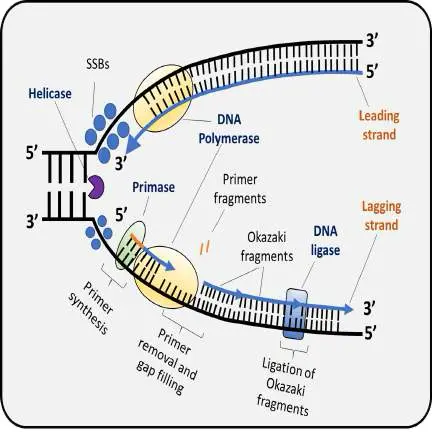 3’
SSBs
5’
Helicase
DNA
Polymerase
Leading
strand
5’
3’
Primer
fragments
Primase
Lagging
strand
3’
5’
Okazaki
fragments
DNA
ligase
3’
5’
Primer
synthesis
Primer
removal and
gap filling
Ligation of
Okazaki
fragments